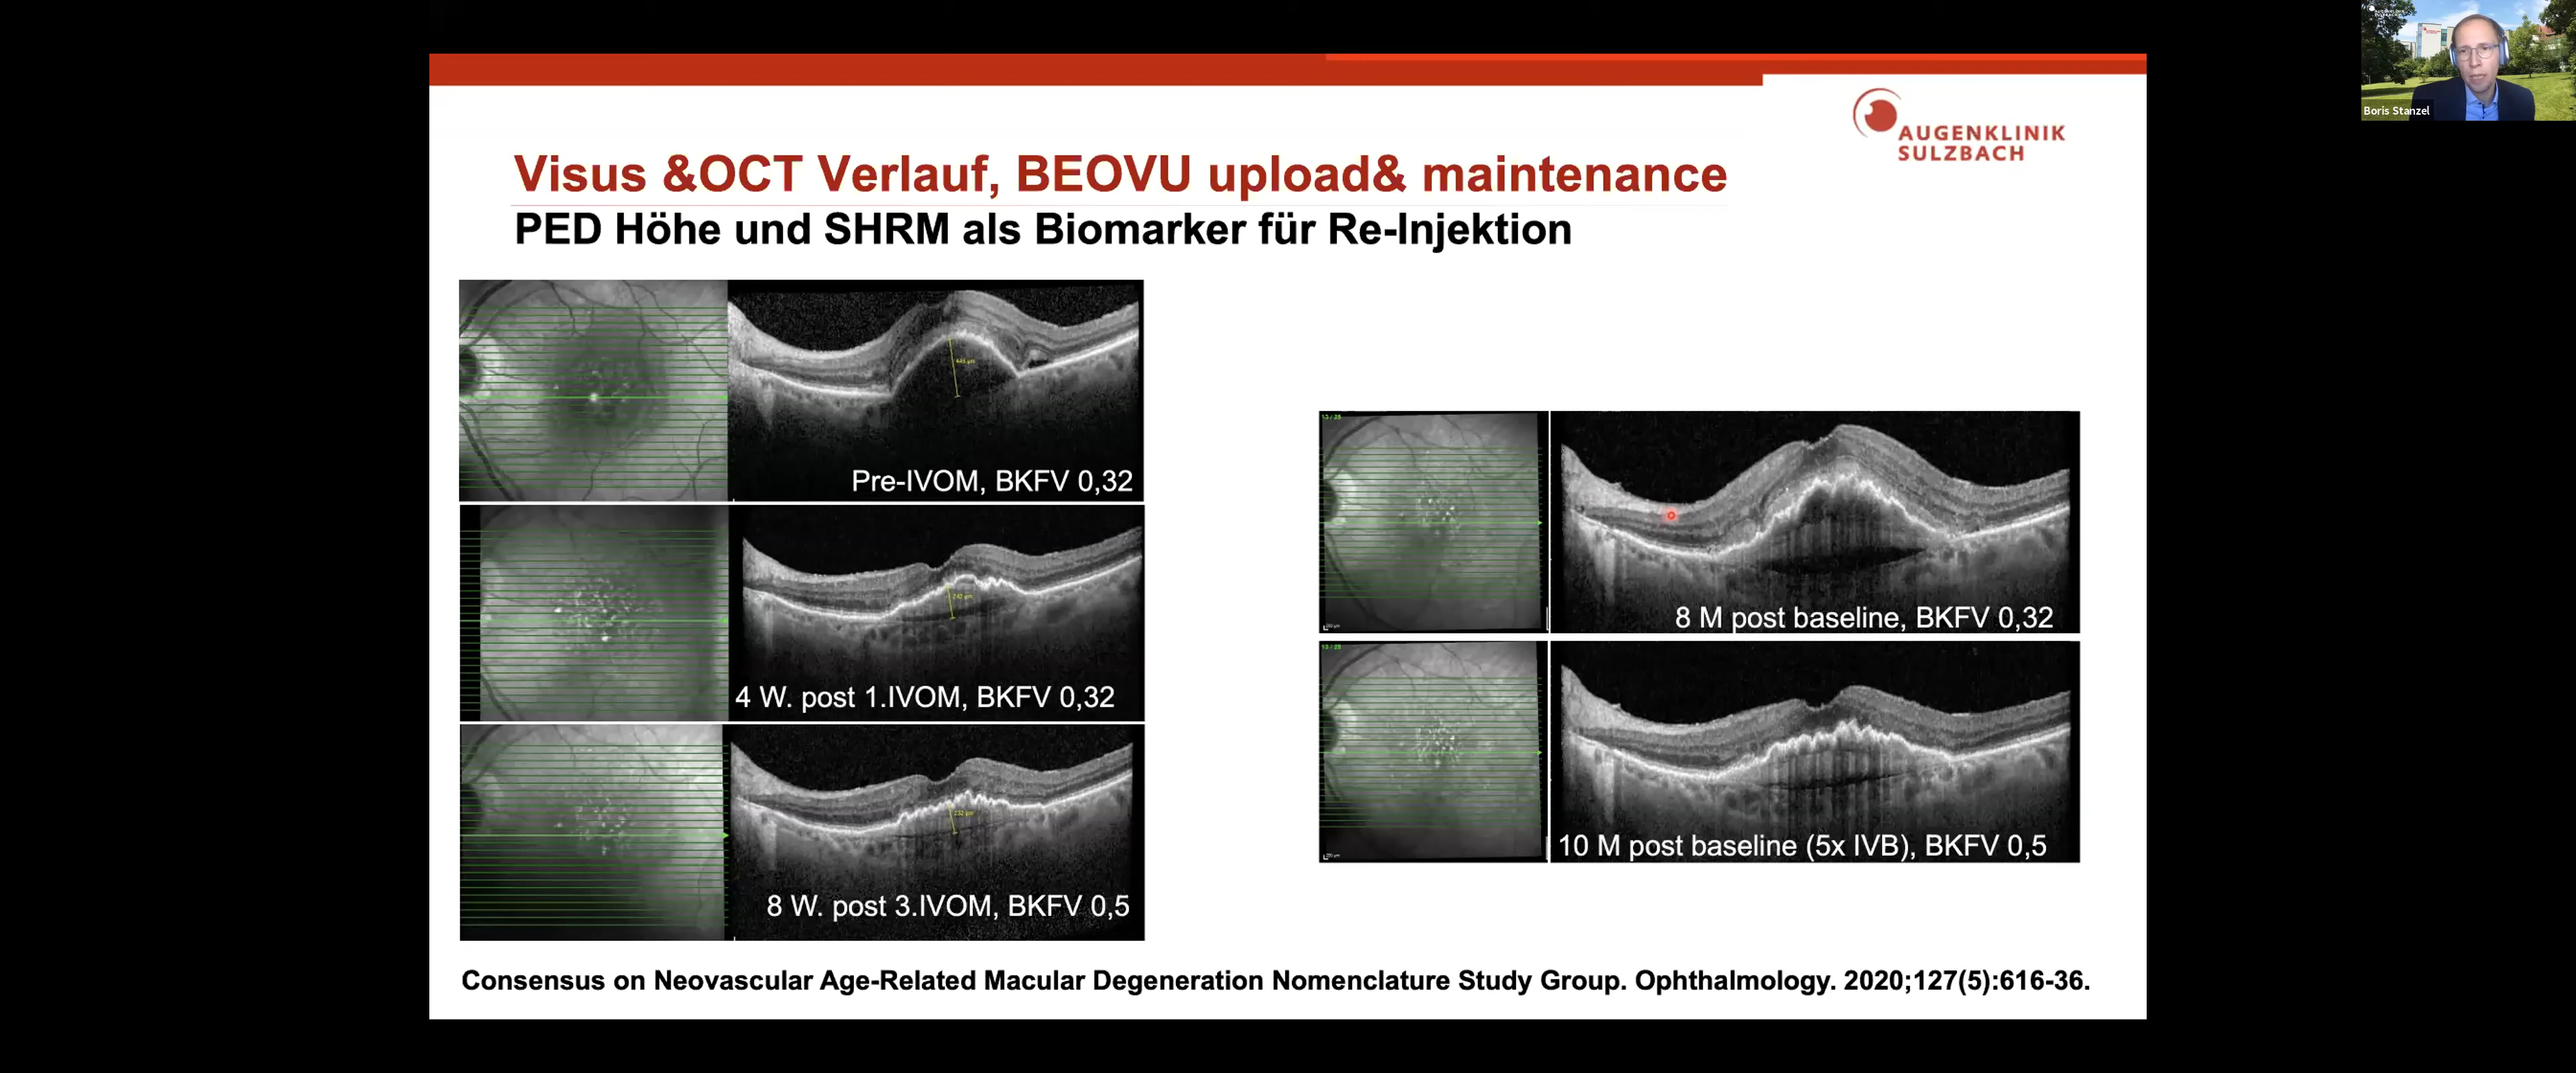 Boris Stanzel
AUGENKLINIK
SULZBACH
Visus &OCT Verlauf, BEOVU upload& maintenance
PED Höhe und SHRM als Biomarker für Re-Injektion
Pre-IVOM, BKFV 0,32
4 W. post 1.IVOM, BKFV 0,32
8 W. post 3.IVOM, BKFV 0,5
8 M post baseline, BKFV 0,32
10 M post baseline (5x IVB), BKFV 0,5
Consensus on Neovascular Age-Related Macular Degeneration Nomenclature Study Group. Ophthalmology. 2020;127(5):616-36.